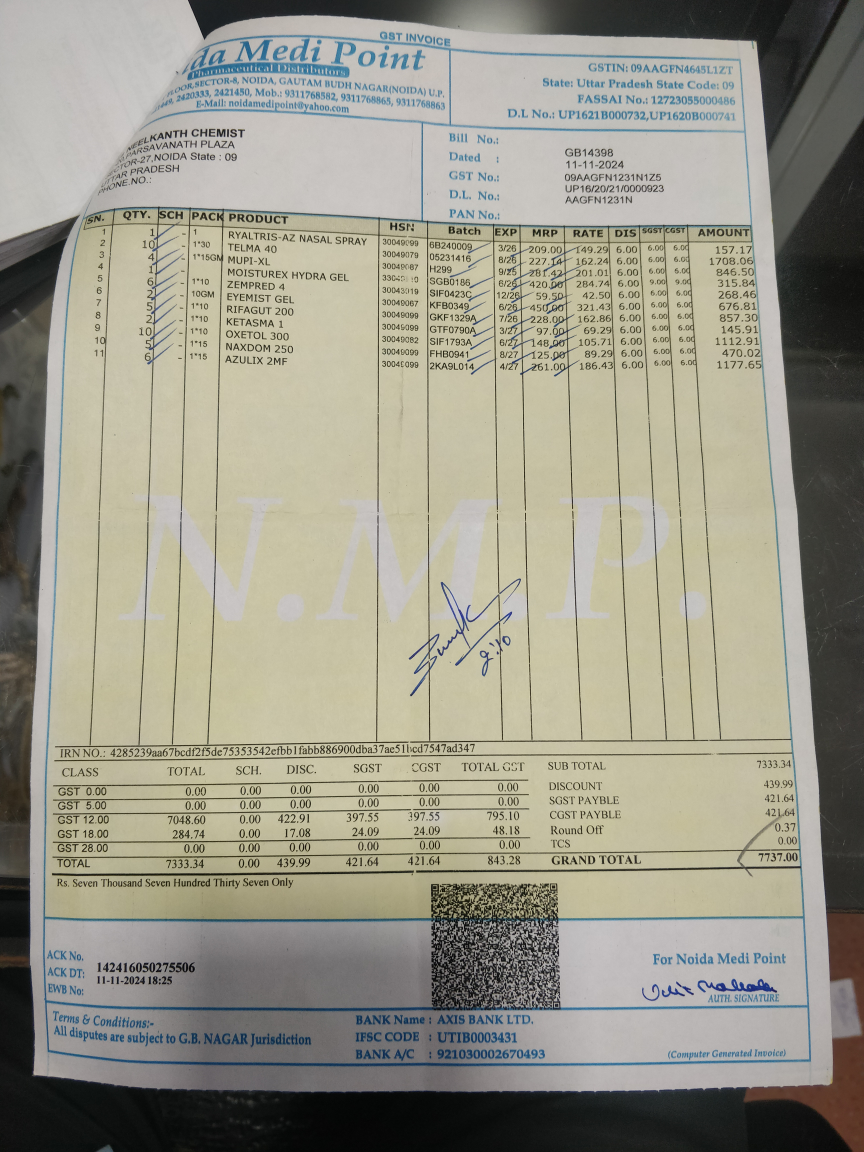 GST INVOICE
Noida Medi Point
Pharmaceutical Distributors
FLOOR,SECTOR-8, NOIDA, GAUTAM BUDH NAGAR(NOIDA) U.P.
2420333, 2421450, Mob.: 9311768582, 9311768865, 9311768863
E-Mail: noidamedipoint@yahoo.com
GSTIN: 09AAGFN4645L1ZT
State: Uttar Pradesh State Code: 09
FASSAI No.: 12723055000486
D.L No.: UP1621B000732,UP1620B000741
NEELKANTH CHEMIST
PARSAVANATH PLAZA
SECTOR-27,NOIDA State : 09
UTTAR PRADESH
PHONE.NO.:
Bill No.: GB14398
Dated : 11-11-2024
GST No.: 09AAGFN1231N1Z5
D.L. No.: UP16/20/21/0000923
PAN No.: AAGFN1231N
SN. QTY. SCH PACK PRODUCT HSN Batch EXP MRP RATE DIS SGST CGST AMOUNT
1 1 - 1 RYALTRIS-AZ NASAL SPRAY 30049099 6B240009 3/26 209.00 149.29 6.00 6.00 6.00 157.17
2 10 - 1*30 TELMA 40 30049079 05231416 8/26 227.14 162.24 6.00 6.00 6.00 1708.06
3 4 - 1*15GM MUPI-XL 30049087 H299 9/25 281.42 201.01 6.00 6.00 6.00 846.50
4 1 - MOISTUREX HYDRA GEL SGB0186 6/26 420.00 284.74 6.00 9.00 9.00 315.84
5 6 - 1*10 ZEMPRED 4 30043919 SIF0423C 12/26 59.50 42.50 6.00 6.00 6.00 268.46
6 2 - 10GM EYEMIST GEL 30049067 KFB0349 6/26 450.00 321.43 6.00 6.00 6.00 676.81
7 5 - 1*10 RIFAGUT 200 30049099 GKF1329A 7/26 228.00 162.86 6.00 6.00 6.00 857.30
8 2 - 1*10 KETASMA 1 30049099 GTF0790A 3/27 97.00 69.29 6.00 6.00 6.00 145.91
9 10 - 1*10 OXETOL 300 30049082 SIF1793A 6/27 148.00 105.71 6.00 6.00 6.00 1112.91
10 5 - 1*15 NAXDOM 250 30049099 FHB0941 8/27 125.00 89.29 6.00 6.00 6.00 470.02
11 6 - 1*15 AZULIX 2MF 30049099 2KA9L014 4/27 261.00 186.43 6.00 6.00 6.00 1177.65
N.M.P.
2:10
IRN NO.: 4285239aa67bcdf2f5de75353542efbb1fabb886900dba37ae51bcd7547ad347
CLASS TOTAL SCH. DISC. SGST CGST TOTAL GST
GST 0.00 0.00 0.00 0.00 0.00 0.00 0.00
GST 5.00 0.00 0.00 0.00 0.00 0.00 0.00
GST 12.00 7048.60 0.00 422.91 397.55 397.55 795.10
GST 18.00 284.74 0.00 17.08 24.09 24.09 48.18
GST 28.00 0.00 0.00 0.00 0.00 0.00 0.00
TOTAL 7333.34 0.00 439.99 421.64 421.64 843.28
SUB TOTAL 7333.34
DISCOUNT 439.99
SGST PAYBLE 421.64
CGST PAYBLE 421.64
Round Off 0.37
TCS 0.00
GRAND TOTAL 7737.00
Rs. Seven Thousand Seven Hundred Thirty Seven Only
ACK No. 142416050275506
ACK DT: 11-11-2024 18:25
EWB No:
For Noida Medi Point
AUTH. SIGNATURE
Terms & Conditions:-
All disputes are subject to G.B. NAGAR Jurisdiction
BANK Name : AXIS BANK LTD.
IFSC CODE : UTIB0003431
BANK A/C : 921030002670493
(Computer Generated Invoice)